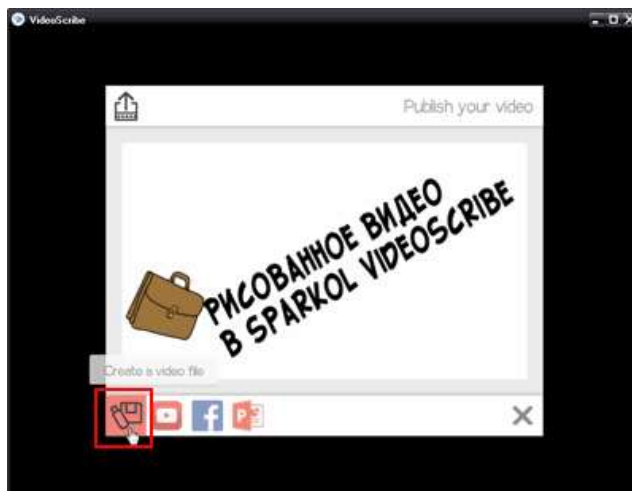 VideoScribe
Publish your video
РИСОВАННОЕ ВИДЕО
В SPARKOL VIDEOSCRIBE
Create a video file